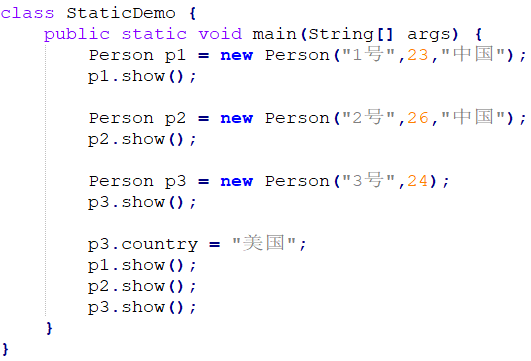 class StaticDemo {
    public static void main(String[] args) {
        Person p1 = new Person("1号",23,"中国");
        p1.show();

        Person p2 = new Person("2号",26,"中国");
        p2.show();

        Person p3 = new Person("3号",24);
        p3.show();

        p3.country = "美国";
        p1.show();
        p2.show();
        p3.show();
    }
}